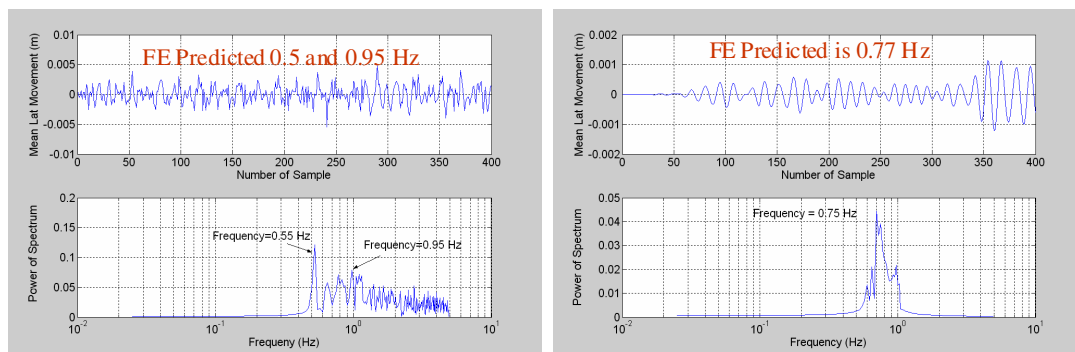 FE Predicted 0.5 and 0.95 Hz
Mean Lat Movement (m)
0.01
0.005
0
-0.005
-0.01
0 50 100 150 200 250 300 350 400
Number of Sample
Power of Spectrum
0.2
0.15
0.1
0.05
0
Frequency=0.55 Hz
Frequency=0.95 Hz
10-2 10-1 100 101
Frequeny (Hz)
FE Predicted is 0.77 Hz
Mean Lat Movement (m)
0.002
0.001
0
-0.001
-0.002
0 50 100 150 200 250 300 350 400
Number of Sample
Power of Spectrum
0.05
0.04
0.03
0.02
0.01
0
Frequency = 0.75 Hz
10-2 10-1 100 101
Frequency (Hz)